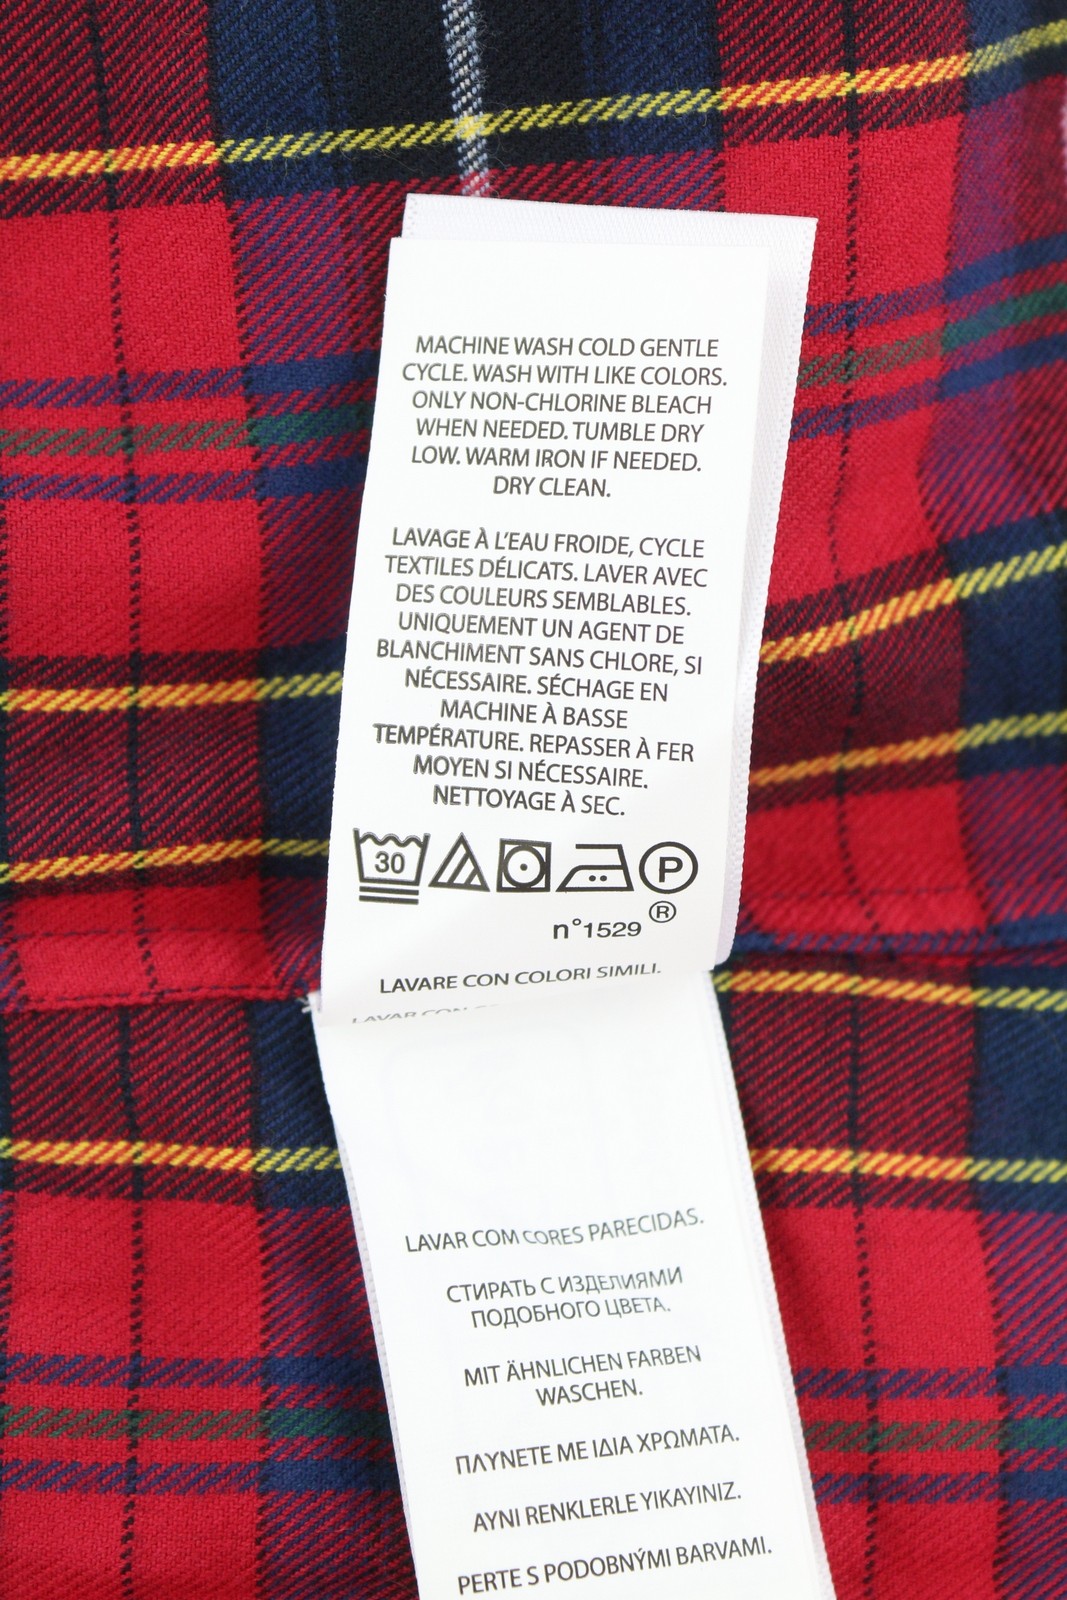 MACHINE WASH COLD GENTLE
CYCLE. WASH WITH LIKE COLORS.
ONLY NON-CHLORINE BLEACH
WHEN NEEDED. TUMBLE DRY
LOW. WARM IRON IF NEEDED.
DRY CLEAN.
LAVAGE À L'EAU FROIDE, CYCLE
TEXTILES DÉLICATS. LAVER AVEC
DES COULEURS SEMBLABLES.
UNIQUEMENT UN AGENT DE
BLANCHIMENT SANS CHLORE, SI
NÉCESSAIRE. SÉCHAGE EN
MACHINE À BASSE
TEMPÉRATURE. REPASSER À FER
MOYEN SI NÉCESSAIRE.
NETTOYAGE À SEC.
30 P
®
n°1529
LAVARE CON COLORI SIMILI.
LAVAR CON
LAVAR COM CORES PARECIDAS.
СТИРАТЬ С ИЗДЕЛИЯМИ
ПОДОБНОГО ЦВЕТА.
MIT ÄHNLICHEN FARBEN
WASCHEN.
ΠΛΥΝΕΤΕ ΜΕ ΙΔΙΑ ΧΡΩΜΑΤΑ.
AYNI RENKLERLE YIKAYINIZ.
PERTE S PODOBNÝMI BARVAMI.